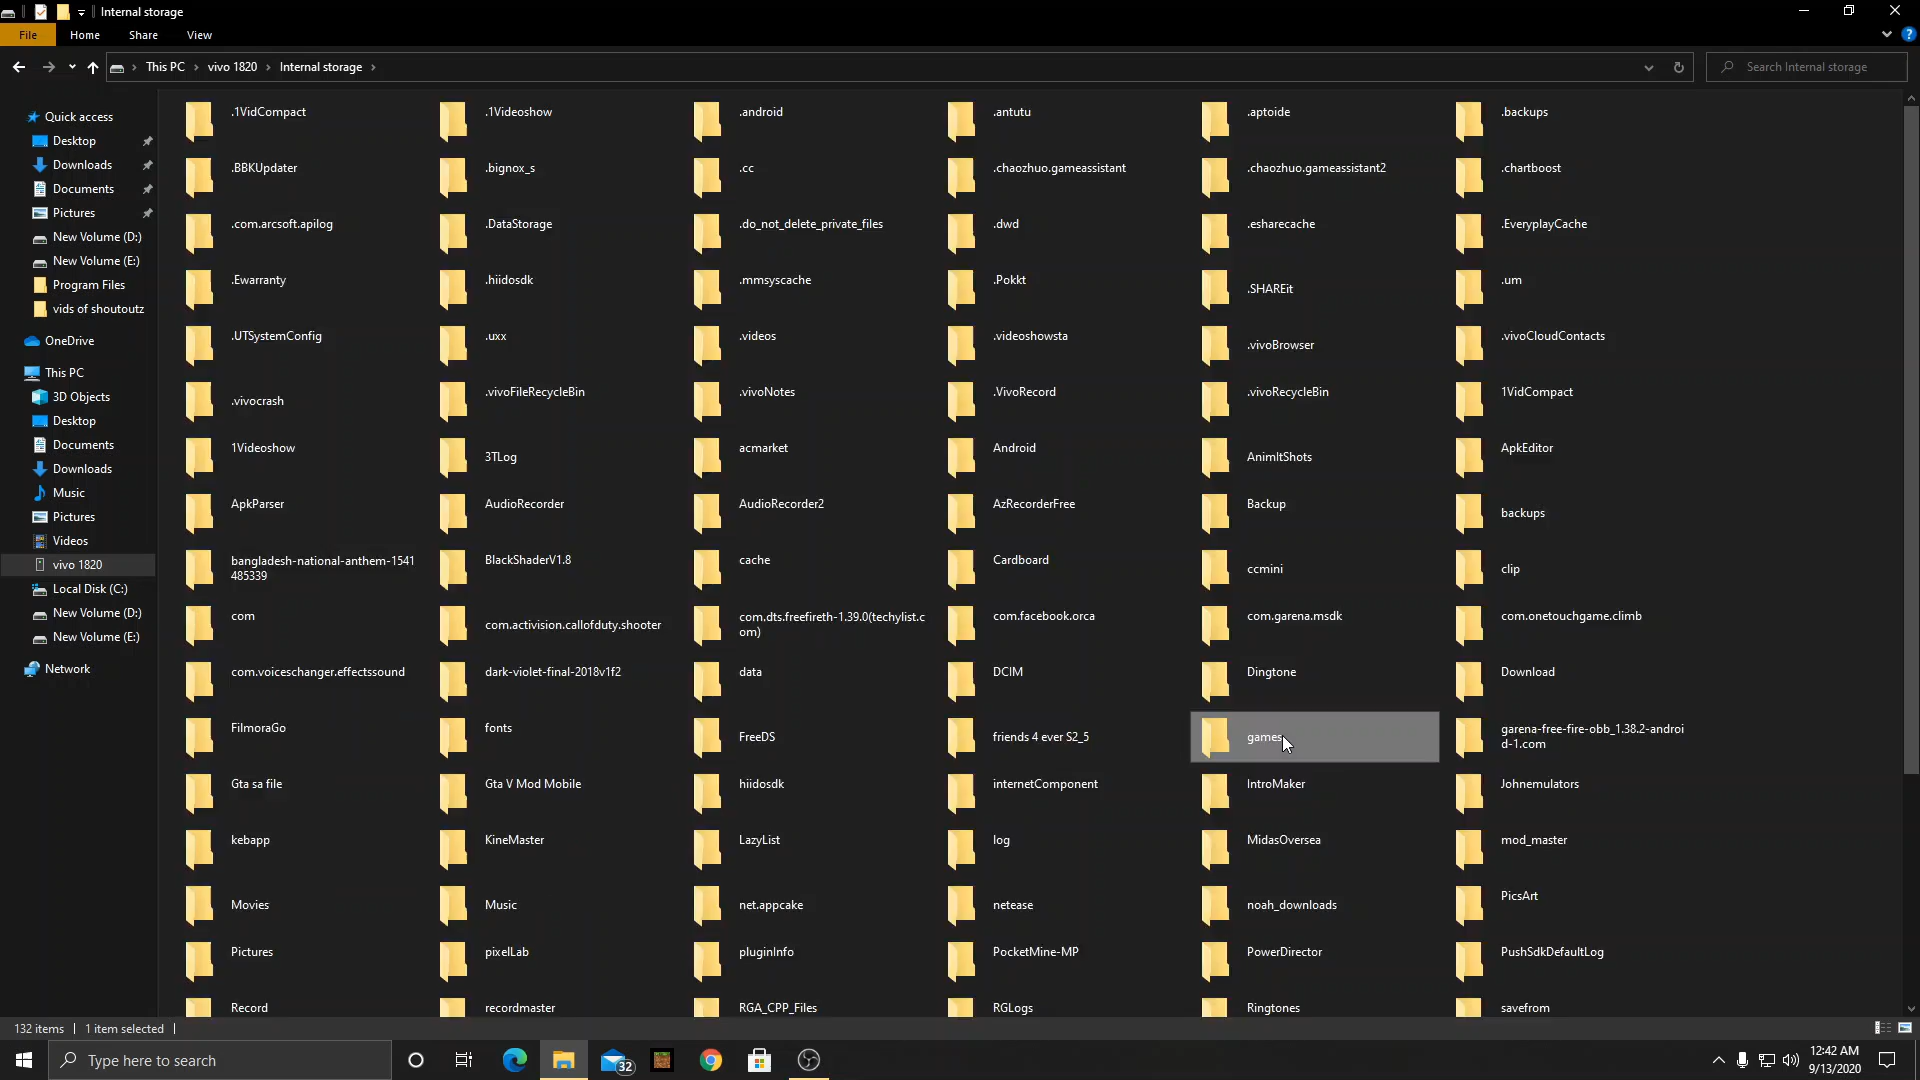 Internal storage
File
Home
Share
View
This PC
vivo 1820
Internal storage
Search Internal storage
Quick access
Desktop
Downloads
Documents
Pictures
New Volume (D:)
New Volume (E:)
Program Files
vids of shoutoutz
OneDrive
This PC
3D Objects
Desktop
Documents
Downloads
Music
Pictures
Videos
vivo 1820
Local Disk (C:)
New Volume (D:)
New Volume (E:)
Network
.1VidCompact
.1Videoshow
.android
.antutu
.aptoide
.backups
.BBKUpdater
.bignox_s
.cc
.chaozhuo.gameassistant
.chaozhuo.gameassistant2
.chartboost
.com.arcsoft.apilog
.DataStorage
.do_not_delete_private_files
.dwd
.esharecache
.EveryplayCache
.Ewarranty
.hiidosdk
.mmsyscache
.Pokkt
.SHAREit
.um
.UTSystemConfig
.uxx
.videos
.videoshowsta
.vivoBrowser
.vivoCloudContacts
.vivocrash
.vivoFileRecycleBin
.vivoNotes
.VivoRecord
.vivoRecycleBin
1VidCompact
1Videoshow
3TLog
acmarket
Android
AnimItShots
ApkEditor
ApkParser
AudioRecorder
AudioRecorder2
AzRecorderFree
Backup
backups
bangladesh-national-anthem-1541
485339
BlackShaderV1.8
cache
Cardboard
ccmini
clip
com
com.activision.callofduty.shooter
com.dts.freefireth-1.39.0(techylist.c
om)
com.facebook.orca
com.garena.msdk
com.onetouchgame.climb
com.voiceschanger.effectssound
dark-violet-final-2018v1f2
data
DCIM
Dingtone
Download
FilmoraGo
fonts
FreeDS
friends 4 ever S2_5
games
garena-free-fire-obb_1.38.2-androi
d-1.com
Gta sa file
Gta V Mod Mobile
hiidosdk
internetComponent
IntroMaker
Johnemulators
kebapp
KineMaster
LazyList
log
MidasOversea
mod_master
Movies
Music
net.appcake
netease
noah_downloads
PicsArt
Pictures
pixelLab
pluginInfo
PocketMine-MP
PowerDirector
PushSdkDefaultLog
Record
recordmaster
RGA_CPP_Files
RGLogs
Ringtones
savefrom
132 items
1 item selected
Type here to search
32
12:42 AM
9/13/2020